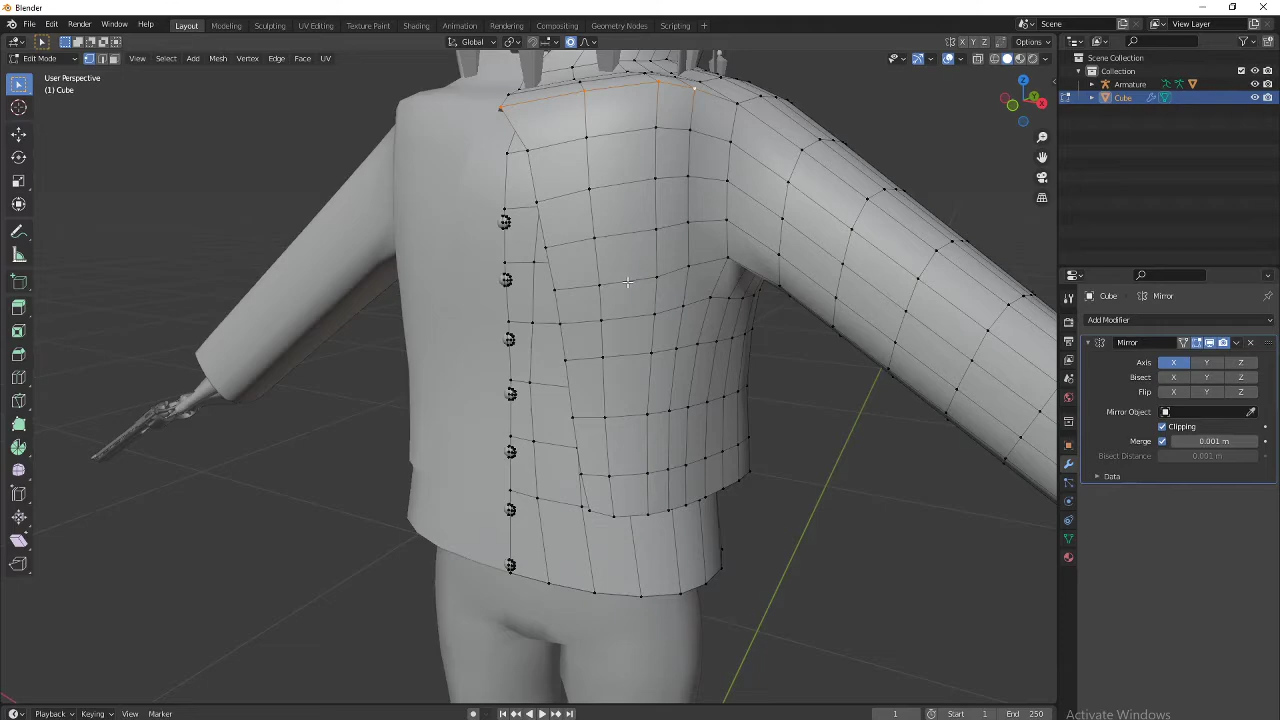 Blender
File Edit Render Window Help Layout Modeling Sculpting UV Editing Texture Paint Shading Animation Rendering Compositing Geometry Nodes Scripting + Scene View Layer
Global X Y Z Options
Edit Mode View Select Add Mesh Vertex Edge Face UV
User Perspective
(1) Cube
Scene Collection
Collection
Armature
Cube
Z
Y
X
Cube Mirror
Add Modifier
Mirror
Axis X Y Z
Bisect X Y Z
Flip X Y Z
Mirror Object
Clipping
Merge 0.001 m
Bisect Distance 0.001 m
Data
Playback Keying View Marker 1 Start 1 End 250
Activate Windows